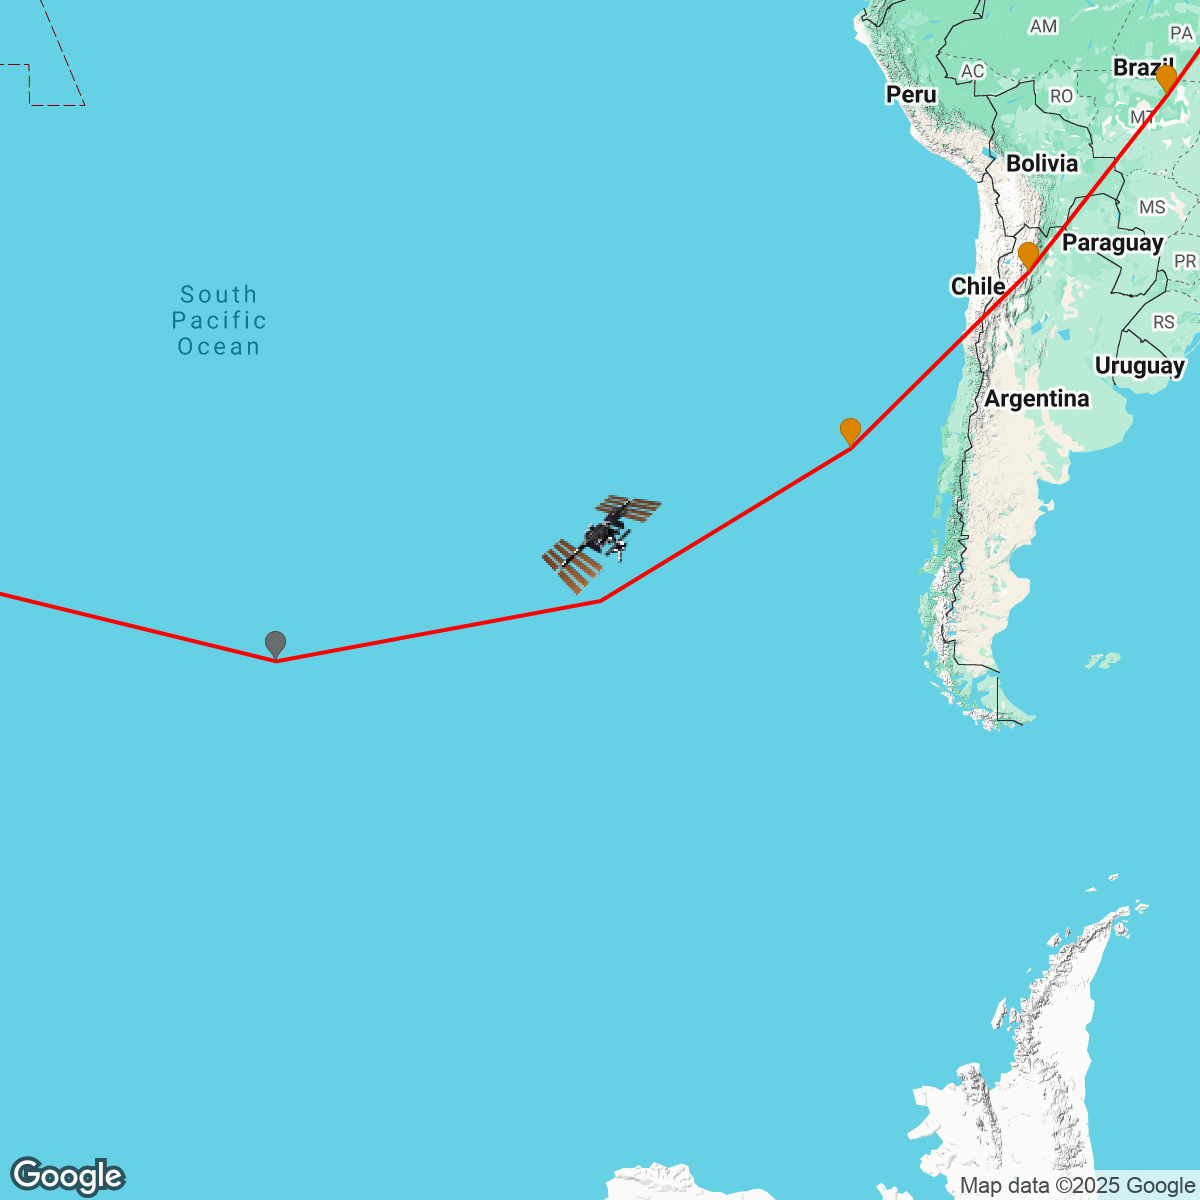 AM
PA
Brazil
AC
Peru
RO
MT
Bolivia
MS
Paraguay
PR
Chile
South
Pacific
Ocean
RS
Uruguay
Argentina
Google
Map data ©2025 Google